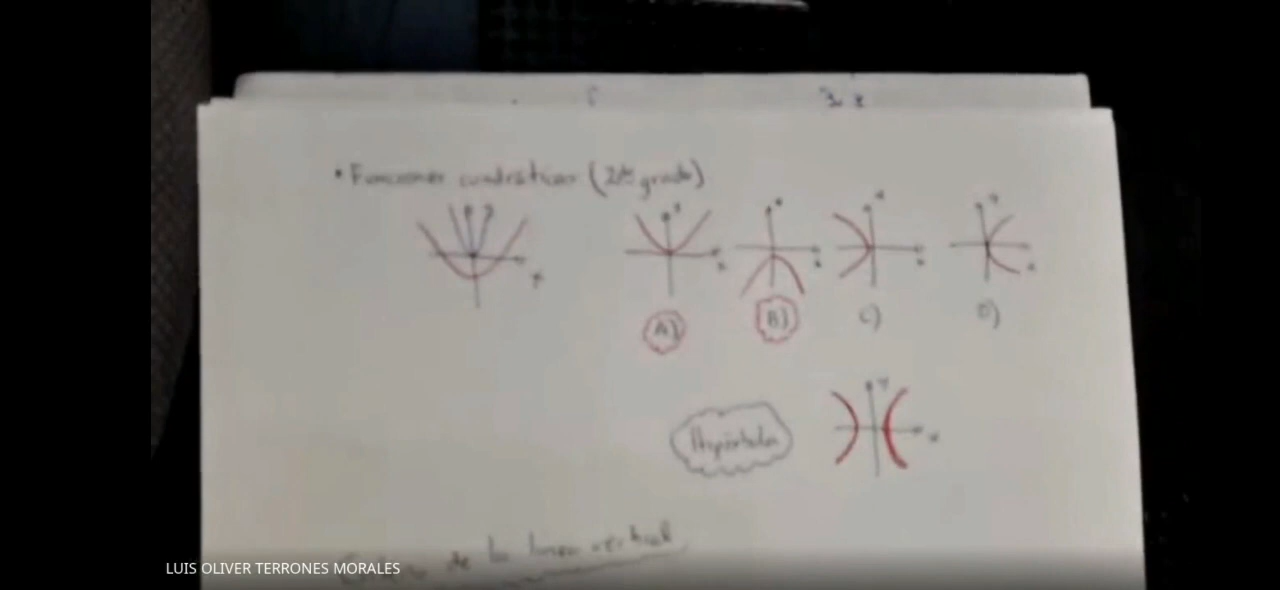 • Funciones cuadráticas (2do grado)
y
x
y
x
x
x
y
x
A)
B)
C)
D)
Hipérbola
y
x
de la línea vertical
LUIS OLIVER TERRONES MORALES